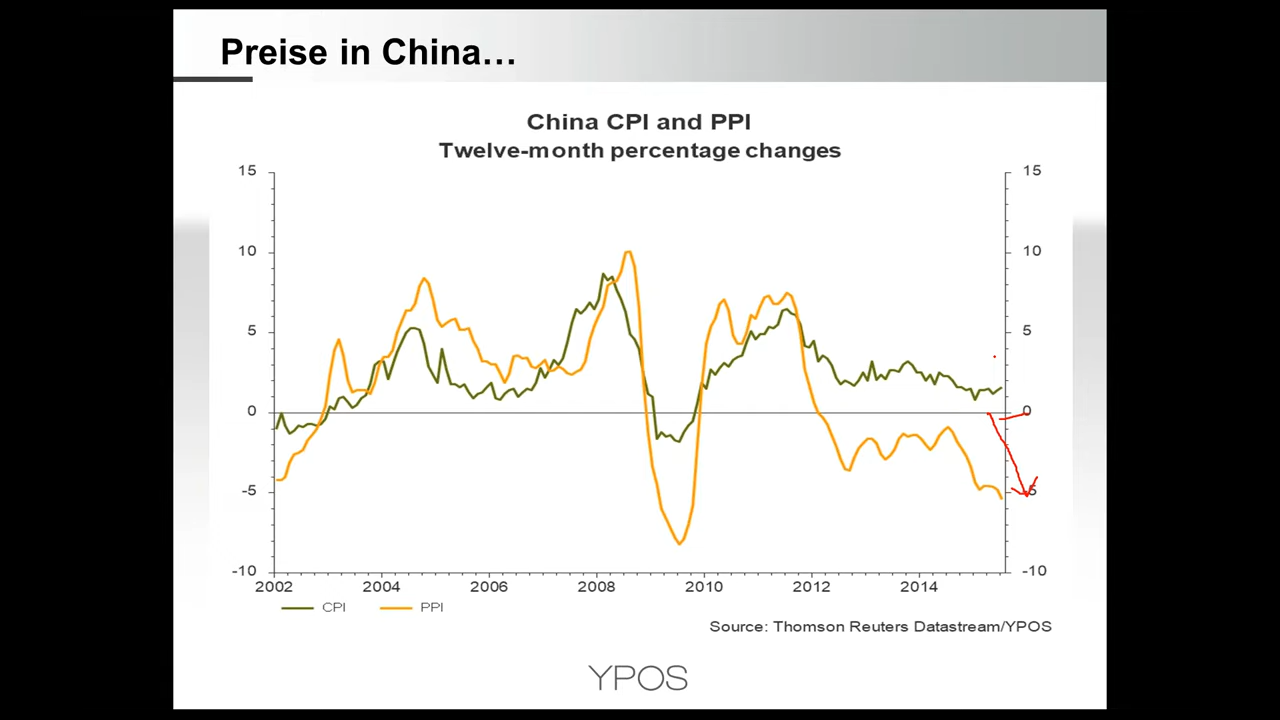 Preise in China…
China CPI and PPI
Twelve-month percentage changes
15 15
10 10
5 5
0 0
-5 -5
-10 -10
2002 2004 2006 2008 2010 2012 2014
CPI PPI
Source: Thomson Reuters Datastream/YPOS
YPOS